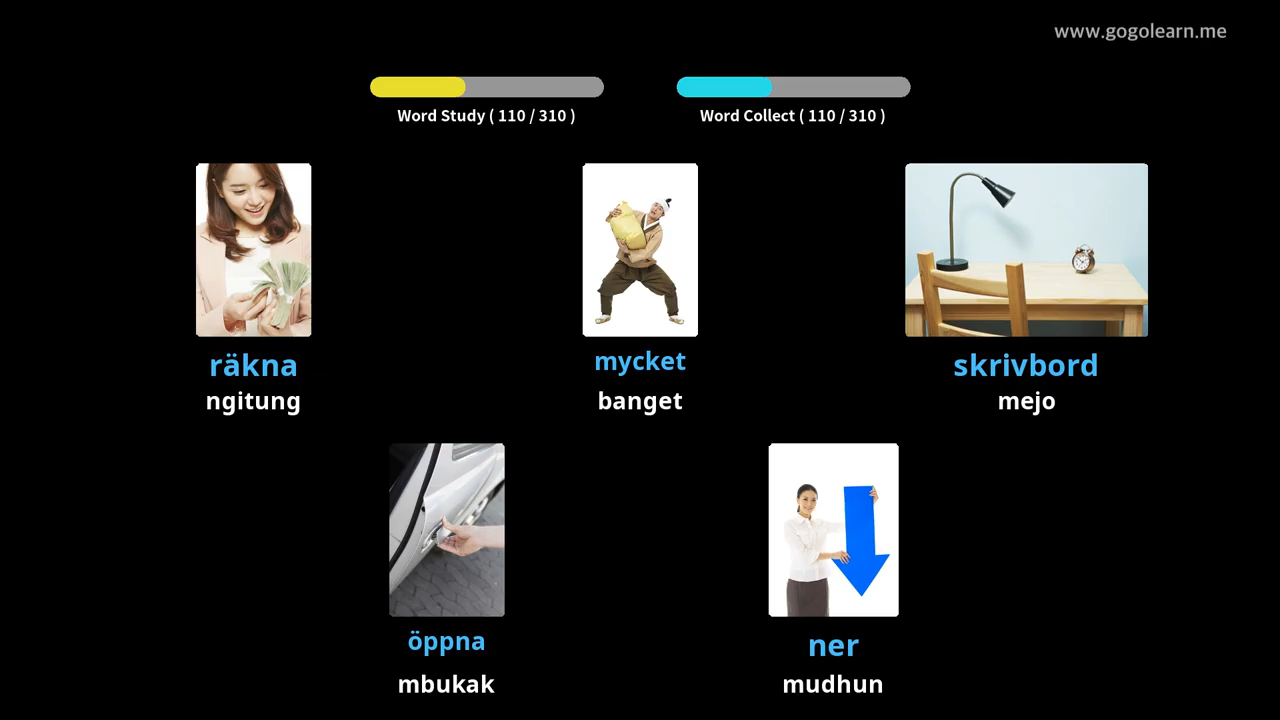 www.gogolearn.me
Word Study ( 110 / 310 )
Word Collect ( 110 / 310 )
räkna
ngitung
mycket
banget
skrivbord
mejo
öppna
mbukak
ner
mudhun